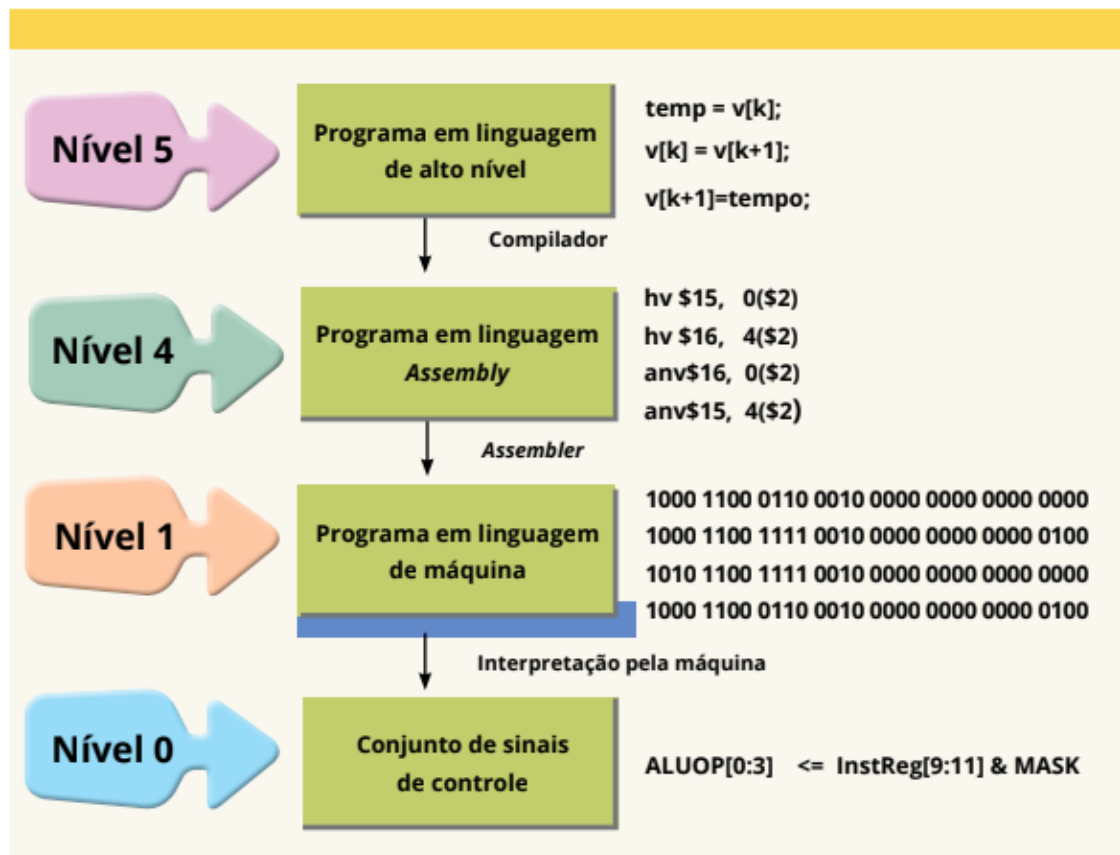 Nível 5
Programa em linguagem
de alto nível
temp = v[k];
v[k] = v[k+1];
v[k+1]=tempo;
Compilador
Nível 4
Programa em linguagem
Assembly
hv $15, 0($2)
hv $16, 4($2)
anv$16, 0($2)
anv$15, 4($2)
Assembler
Nível 1
Programa em linguagem
de máquina
1000 1100 0110 0010 0000 0000 0000 0000
1000 1100 1111 0010 0000 0000 0000 0100
1010 1100 1111 0010 0000 0000 0000 0000
1000 1100 0110 0010 0000 0000 0000 0100
Interpretação pela máquina
Nível 0
Conjunto de sinais
de controle
ALUOP[0:3] <= InstReg[9:11] & MASK